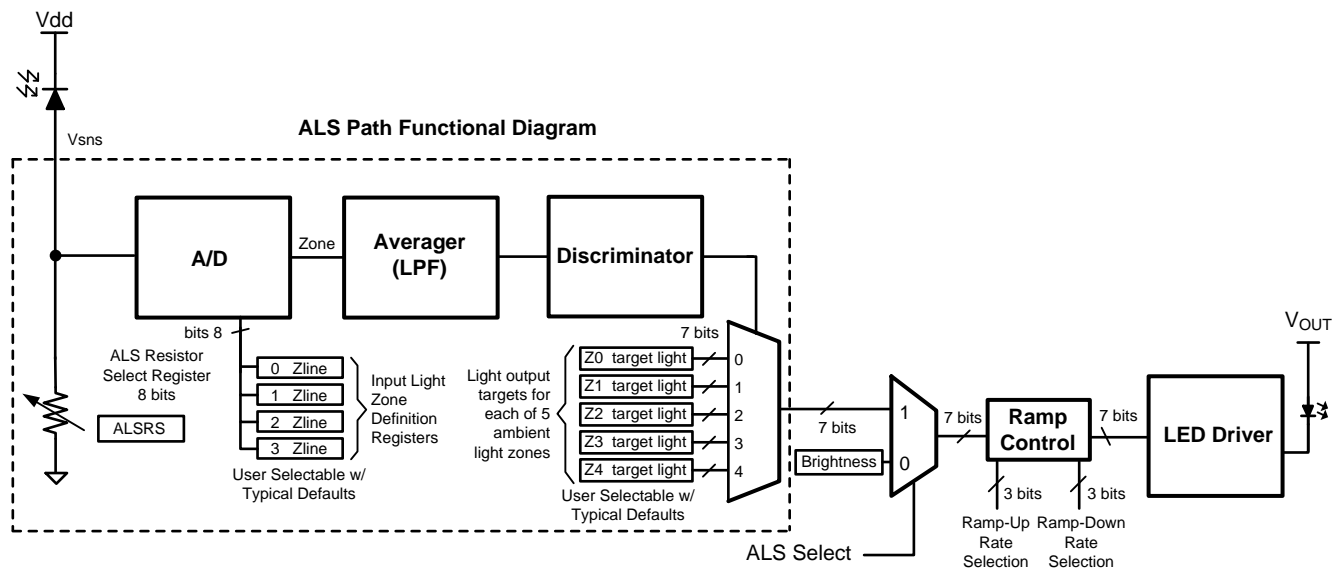 Vdd
Vsns
ALS Path Functional Diagram
A/D
Zone
Averager
(LPF)
Discriminator
bits 8
ALS Resistor
Select Register
8 bits
ALSRS
0 Zline
1 Zline
2 Zline
3 Zline
Input Light
Zone
Definition
Registers
User Selectable w/
Typical Defaults
Light output
targets for
each of 5
ambient
light zones
7 bits
Z0 target light
Z1 target light
Z2 target light
Z3 target light
Z4 target light
0
1
2
3
4
User Selectable w/
Typical Defaults
7 bits
Brightness
1
0
ALS Select
7 bits
Ramp
Control
3 bits
3 bits
Ramp-Up
Rate
Selection
Ramp-Down
Rate
Selection
7 bits
LED Driver
VOUT